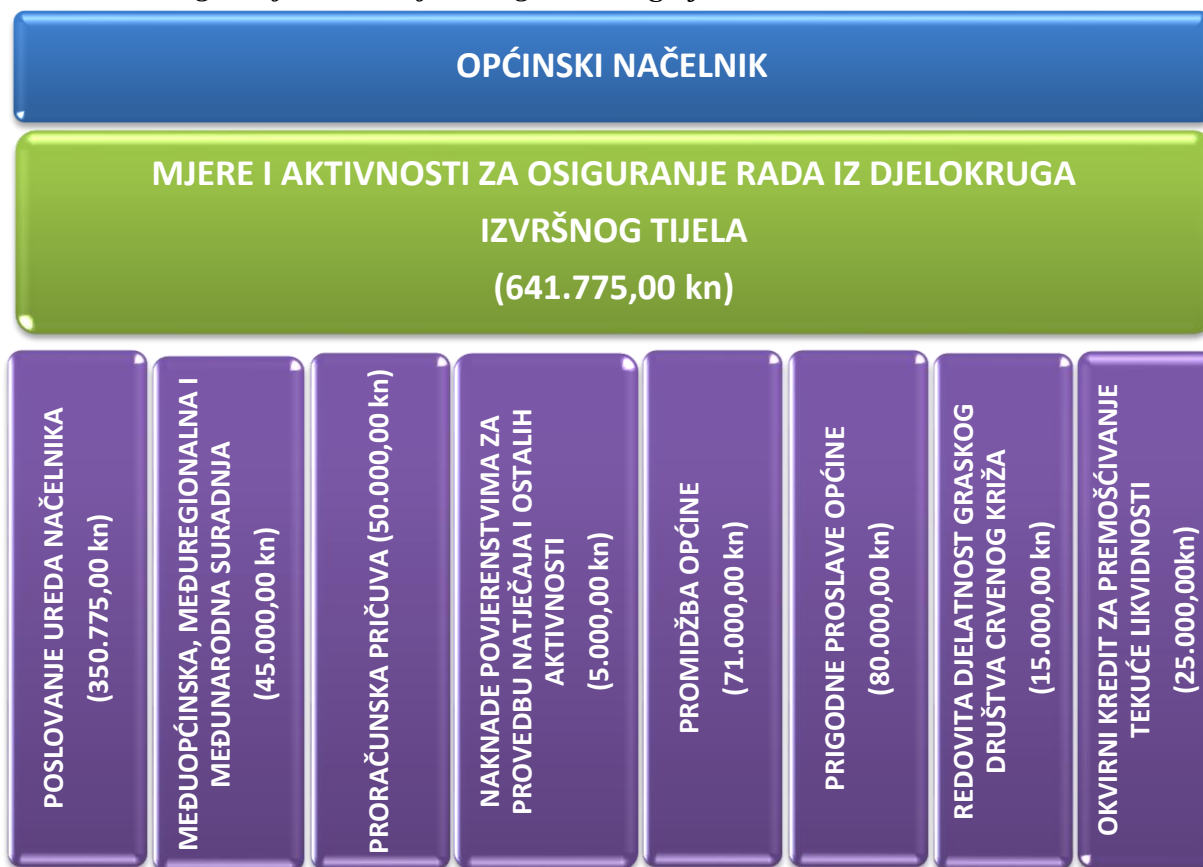 OPĆINSKI NAČELNIK
MJERE I AKTIVNOSTI ZA OSIGURANJE RADA IZ DJELOKRUGA
IZVRŠNOG TIJELA
(641.775,00 kn)
POSLOVANJE UREDA NAČELNIKA
(350.775,00 kn)
MEĐUOPĆINSKA, MEĐUREGIONALNA I
MEĐUNARODNA SURADNJA
(45.000,00 kn)
PRORAČUNSKA PRIČUVA (50.000,00 kn)
NAKNADE POVJERENSTVIMA ZA
PROVEDBU NATJEČAJA I OSTALIH
AKTIVNOSTI
(5.000,00 kn)
PROMIDŽBA OPĆINE
(71.000,00 kn)
PRIGODNE PROSLAVE OPĆINE
(80.000,00 kn)
REDOVITA DJELATNOST GRASKOG
DRUŠTVA CRVENOG KRIŽA
(15.000,00 kn)
OKVIRNI KREDIT ZA PREMOŠĆIVANJE
TEKUĆE LIKVIDNOSTI
(25.000,00kn)